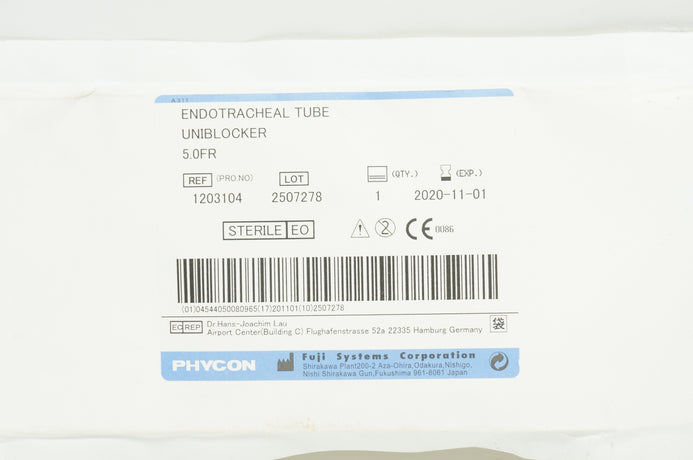 A311
ENDOTRACHEAL TUBE
UNIBLOCKER
5.0FR
REF (PRO.NO) LOT (QTY.) (EXP.)
1203104 2507278 1 2020-11-01
STERILE EO 2 CE 0086
(01)04544050080965(17)201101(10)2507278
EC REP Dr.Hans-Joachim Lau
Airport Center(Building C) Flughafenstrasse 52a 22335 Hamburg Germany 袋
PHYCON Fuji Systems Corporation
Shirakawa Plant200-2 Aza-Ohira,Odakura,Nishigo,
Nishi Shirakawa Gun,Fukushima 961-8061 Japan